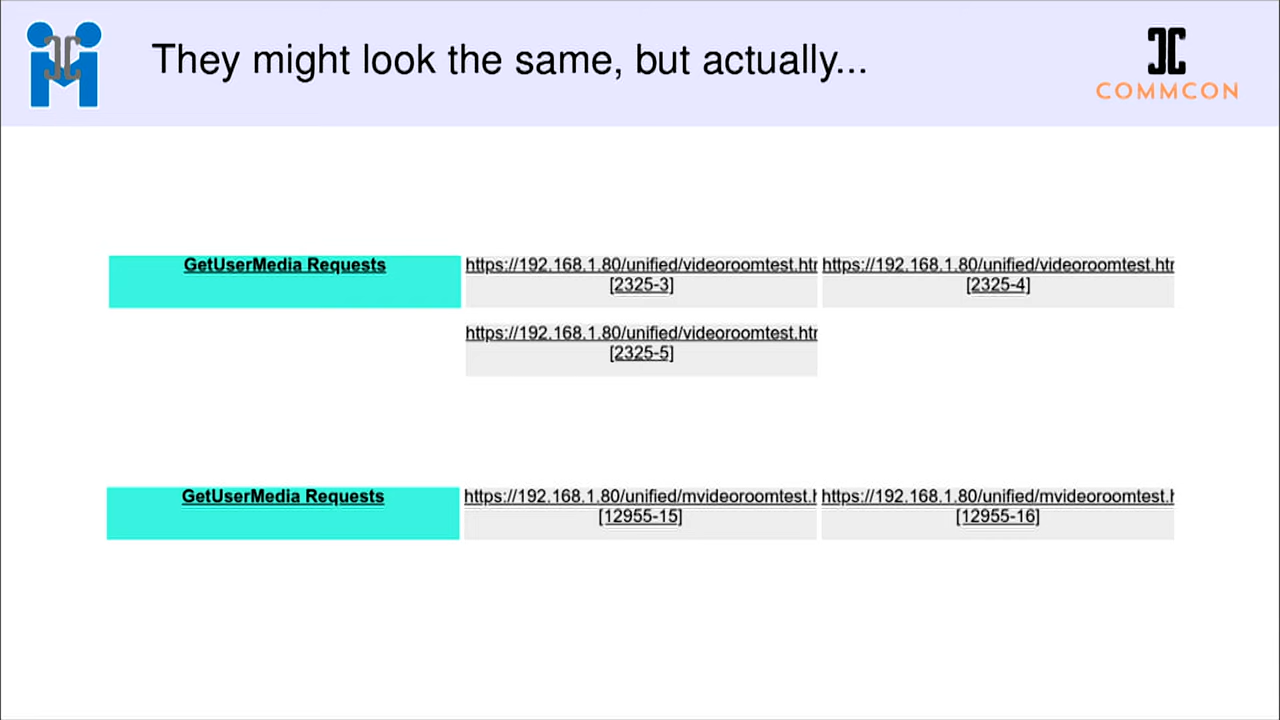 They might look the same, but actually...
COMMCON
GetUserMedia Requests
https://192.168.1.80/unified/videoroomtest.htr
[2325-3]
https://192.168.1.80/unified/videoroomtest.htr
[2325-4]
https://192.168.1.80/unified/videoroomtest.htr
[2325-5]
GetUserMedia Requests
https://192.168.1.80/unified/mvideoroomtest.h
[12955-15]
https://192.168.1.80/unified/mvideoroomtest.h
[12955-16]